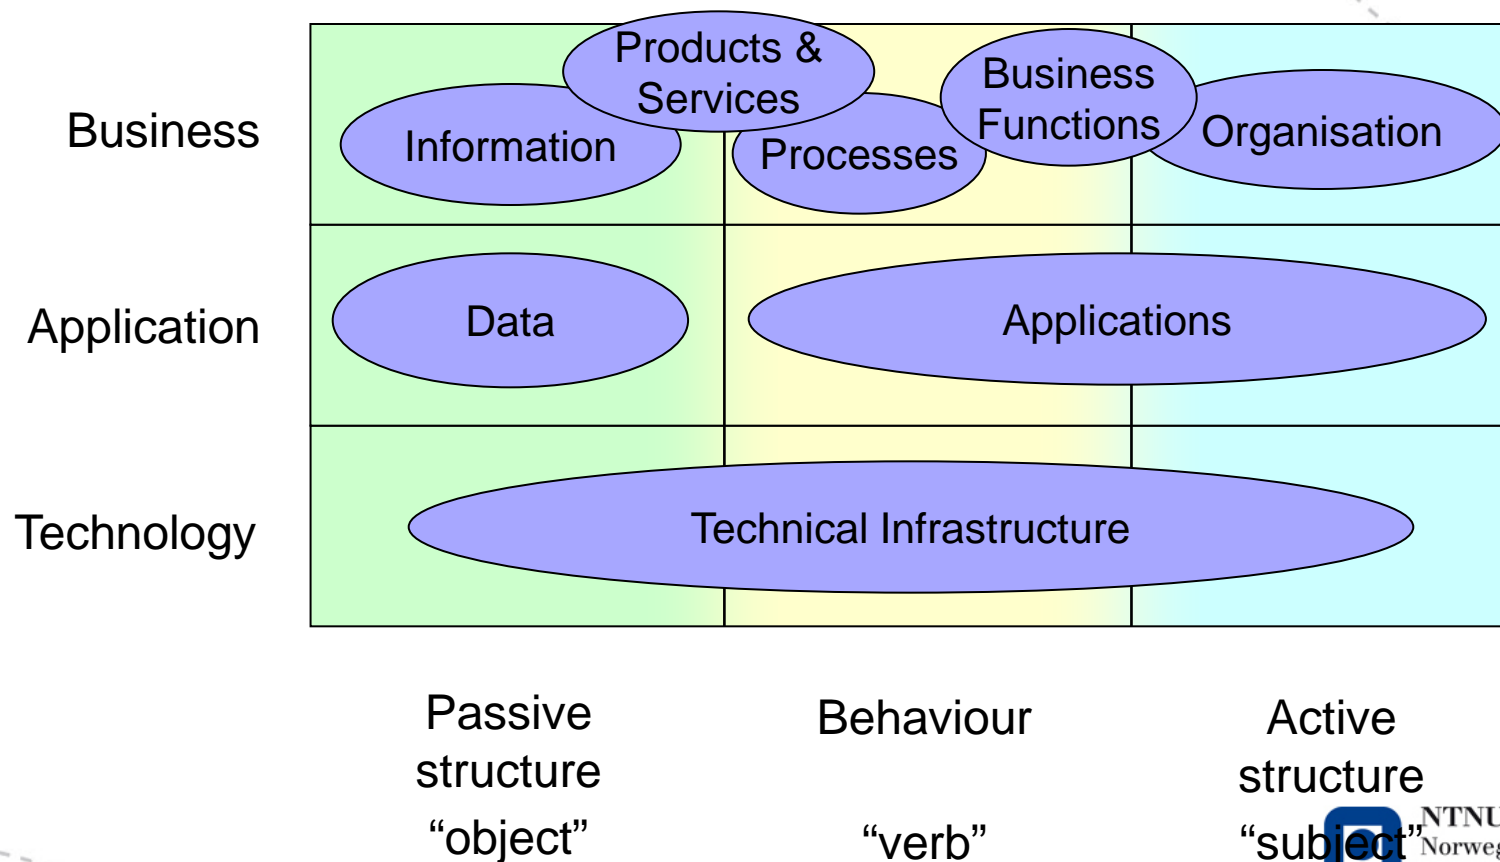 Products &
Services
Business
Functions
Business
Information
Processes
Organisation
Application
Data
Applications
Technology
Technical Infrastructure
Passive
structure
“object”
Behaviour
“verb”
Active
structure
“subject”
NTNU